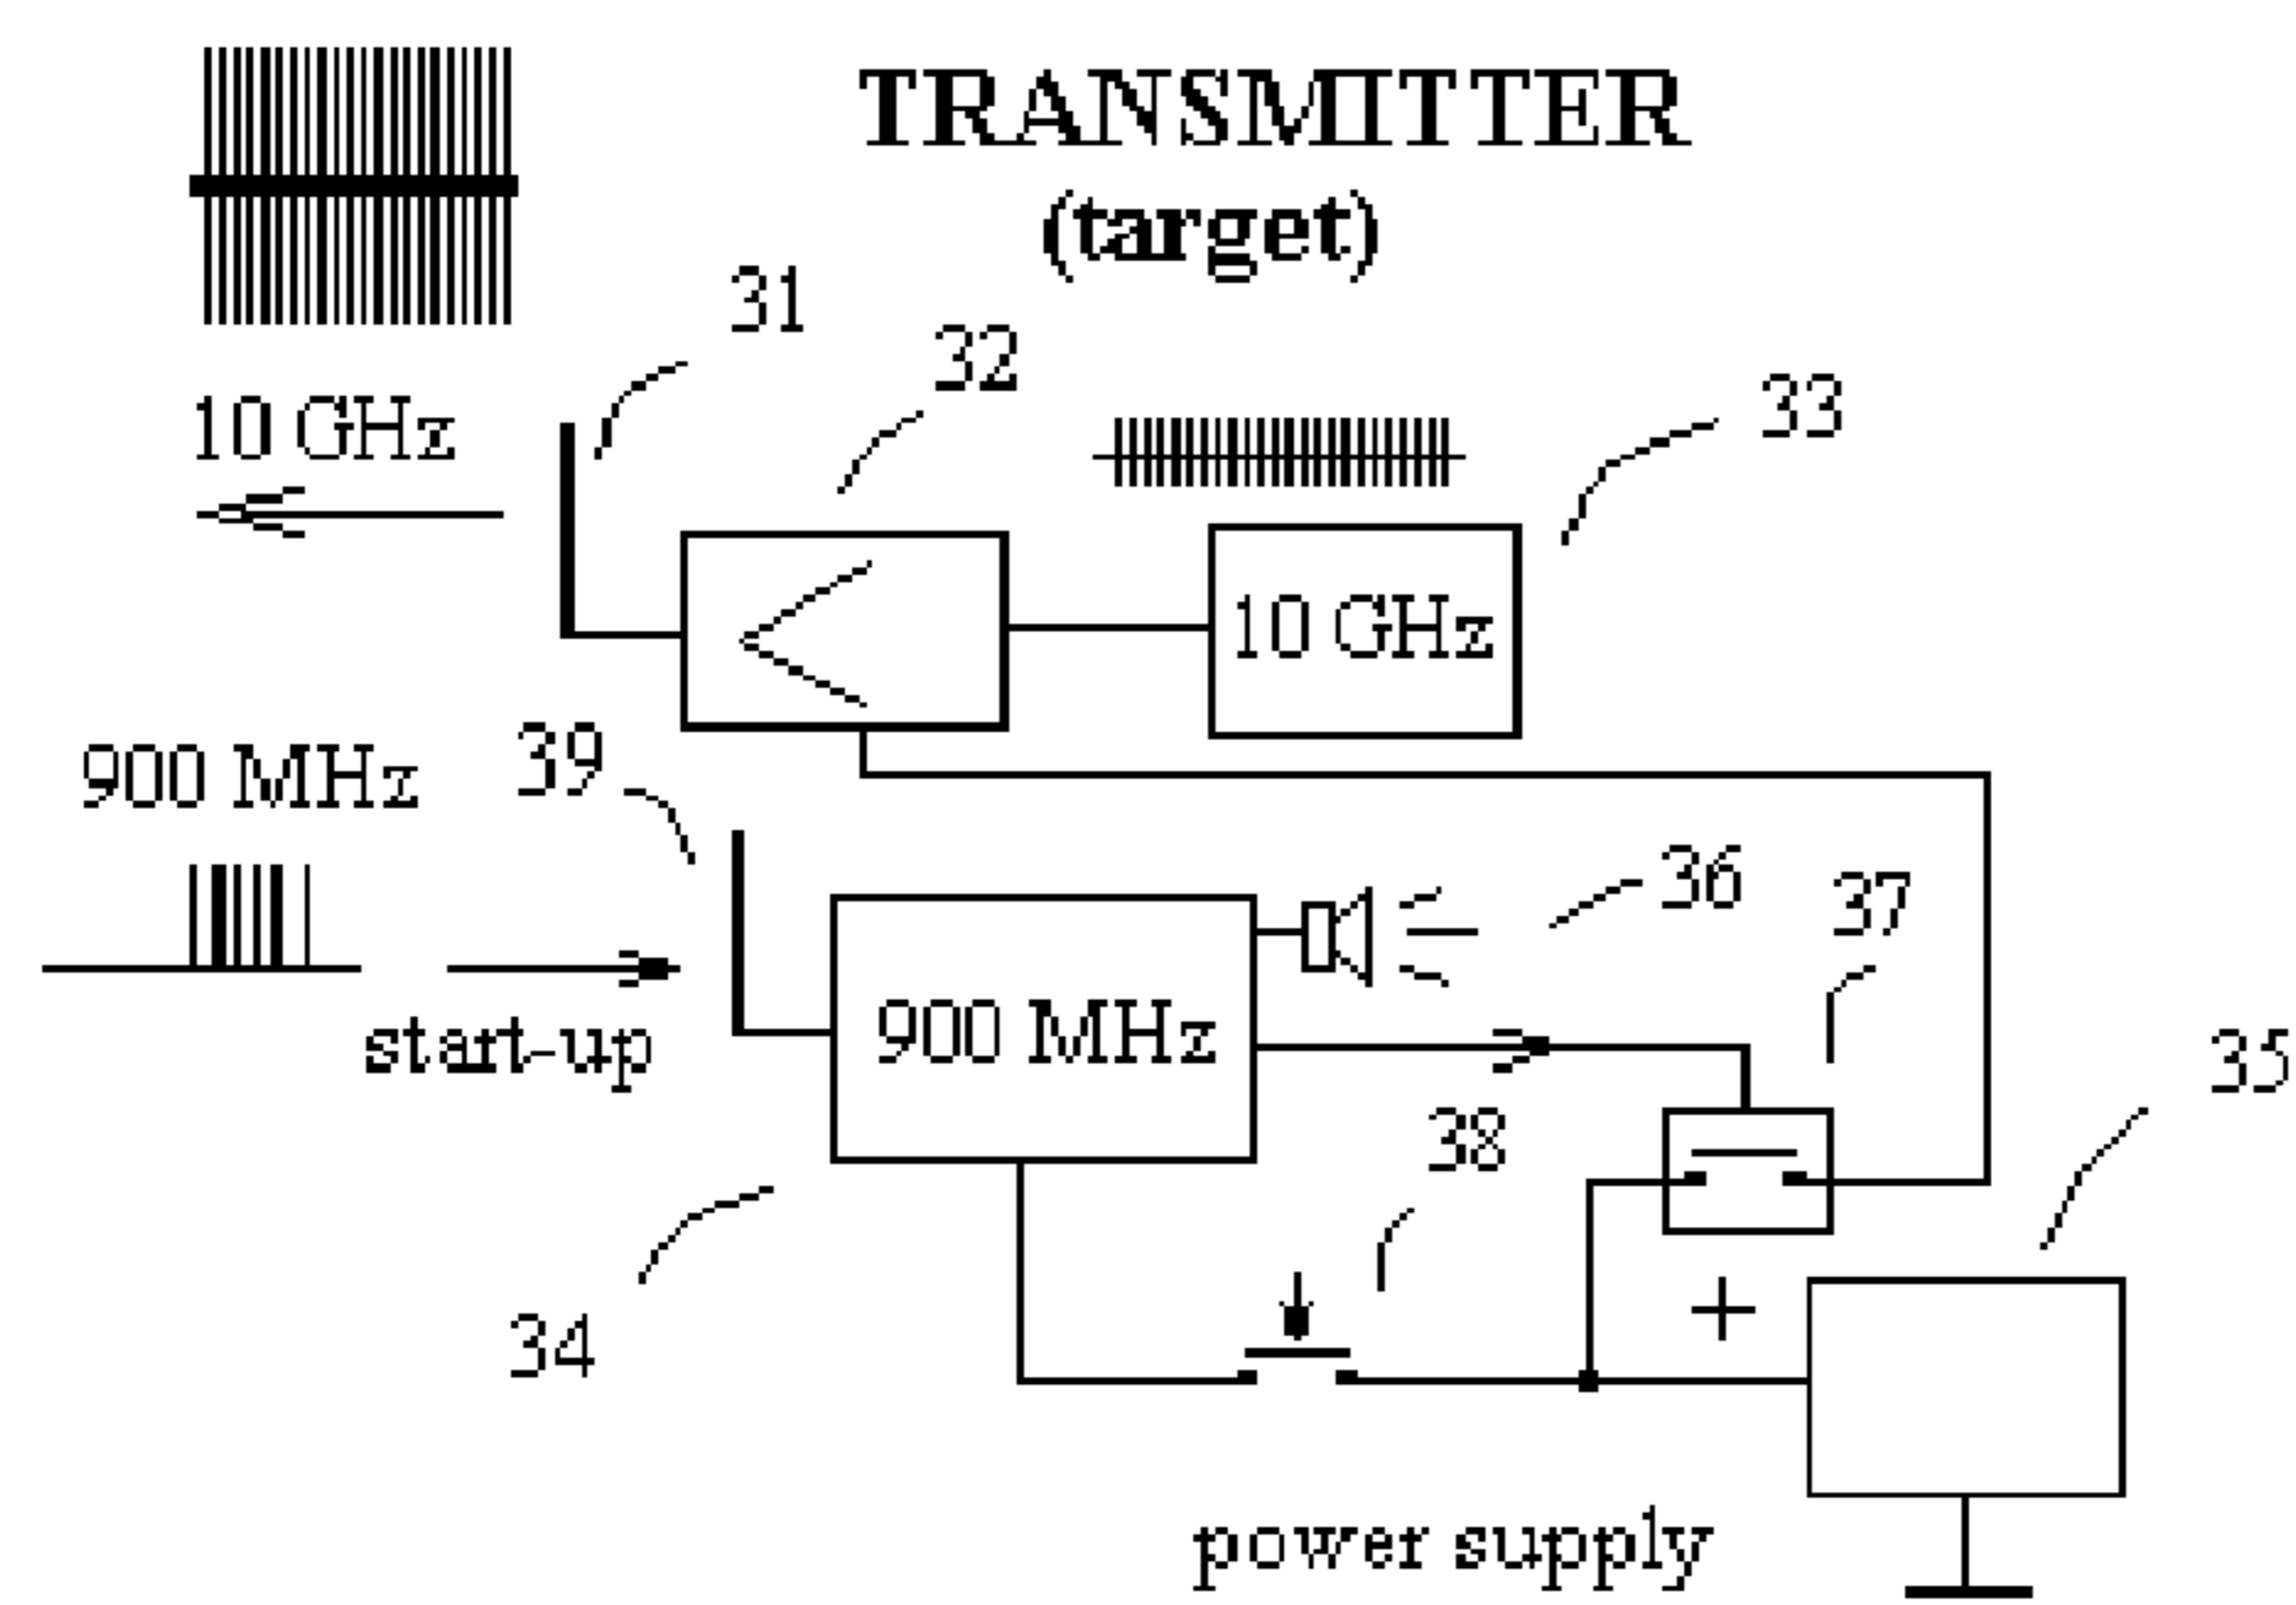 TRANSMITTER
(target)
31
32
33
10 GHz
10 GHz
39
900 MHz
36
37
900 MHz
start-up
35
38
34
+
power supply